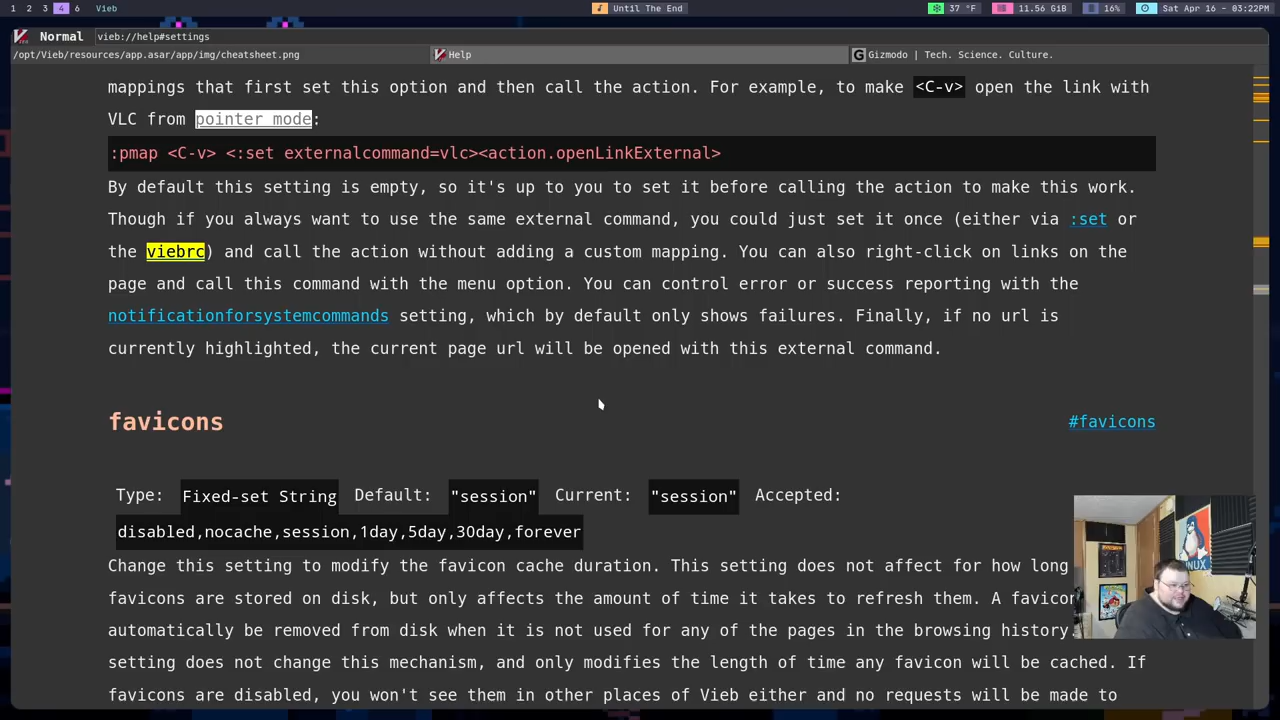 1 2 3 4 6 Vieb Until The End 37 °F 11.56 GiB 16% Sat Apr 16 - 03:22PM
Normal vieb://help#settings
/opt/Vieb/resources/app.asar/app/img/cheatsheet.png Help Gizmodo | Tech. Science. Culture.
mappings that first set this option and then call the action. For example, to make <C-v> open the link with
VLC from pointer mode:
:pmap <C-v> <:set externalcommand=vlc><action.openLinkExternal>
By default this setting is empty, so it's up to you to set it before calling the action to make this work.
Though if you always want to use the same external command, you could just set it once (either via :set or
the viebrc) and call the action without adding a custom mapping. You can also right-click on links on the
page and call this command with the menu option. You can control error or success reporting with the
notificationforsystemcommands setting, which by default only shows failures. Finally, if no url is
currently highlighted, the current page url will be opened with this external command.
favicons #favicons
Type: Fixed-set String Default: "session" Current: "session" Accepted:
disabled,nocache,session,1day,5day,30day,forever
Change this setting to modify the favicon cache duration. This setting does not affect for how long
favicons are stored on disk, but only affects the amount of time it takes to refresh them. A
automatically be removed from disk when it is not used for any of the pages in the browsing history.
setting does not change this mechanism, and only modifies the length of time any favicon will be cached. If
favicons are disabled, you won't see them in other places of Vieb either and no requests will be made to